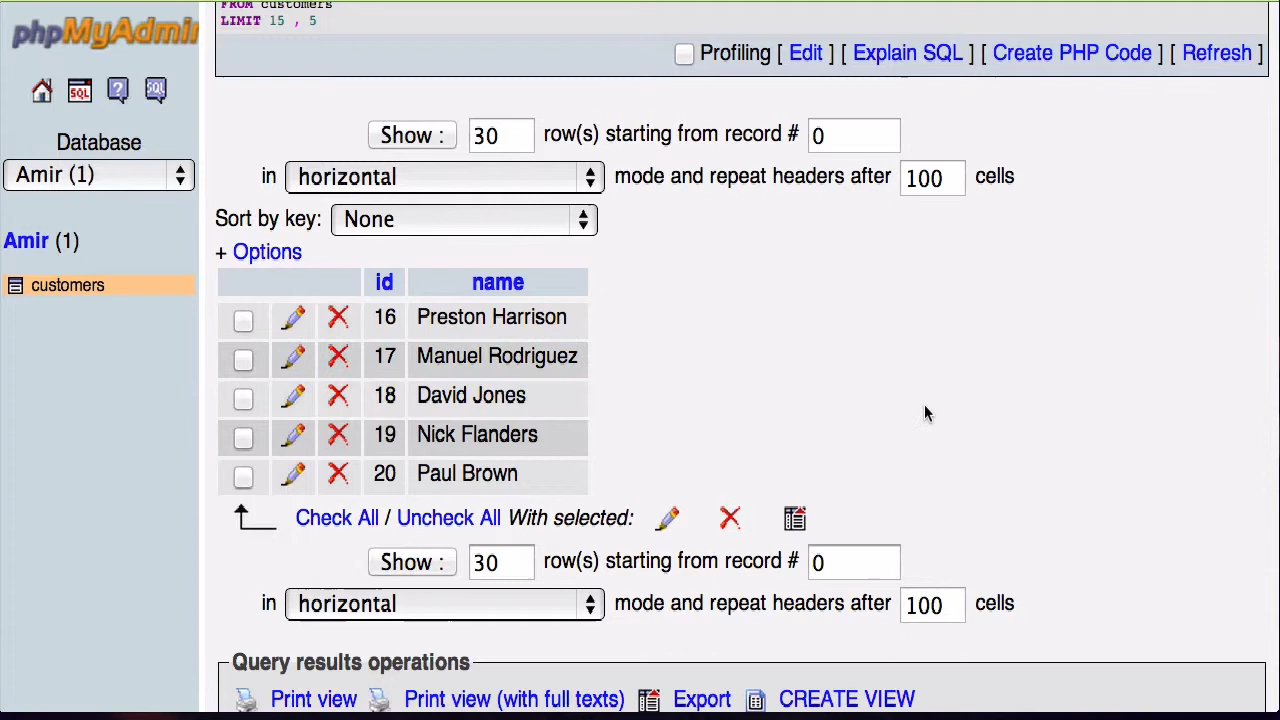 FROM customers
LIMIT 15 , 5
phpMyAdmin
Profiling [ Edit ] [ Explain SQL ] [ Create PHP Code ] [ Refresh ]
SQL
?
SQL
Database
Amir (1)
Amir (1)
customers
Show : 30 row(s) starting from record # 0
in horizontal mode and repeat headers after 100 cells
Sort by key: None
+ Options
id name
16 Preston Harrison
17 Manuel Rodriguez
18 David Jones
19 Nick Flanders
20 Paul Brown
Check All / Uncheck All With selected:
Show : 30 row(s) starting from record # 0
in horizontal mode and repeat headers after 100 cells
Query results operations
Print view Print view (with full texts) Export CREATE VIEW